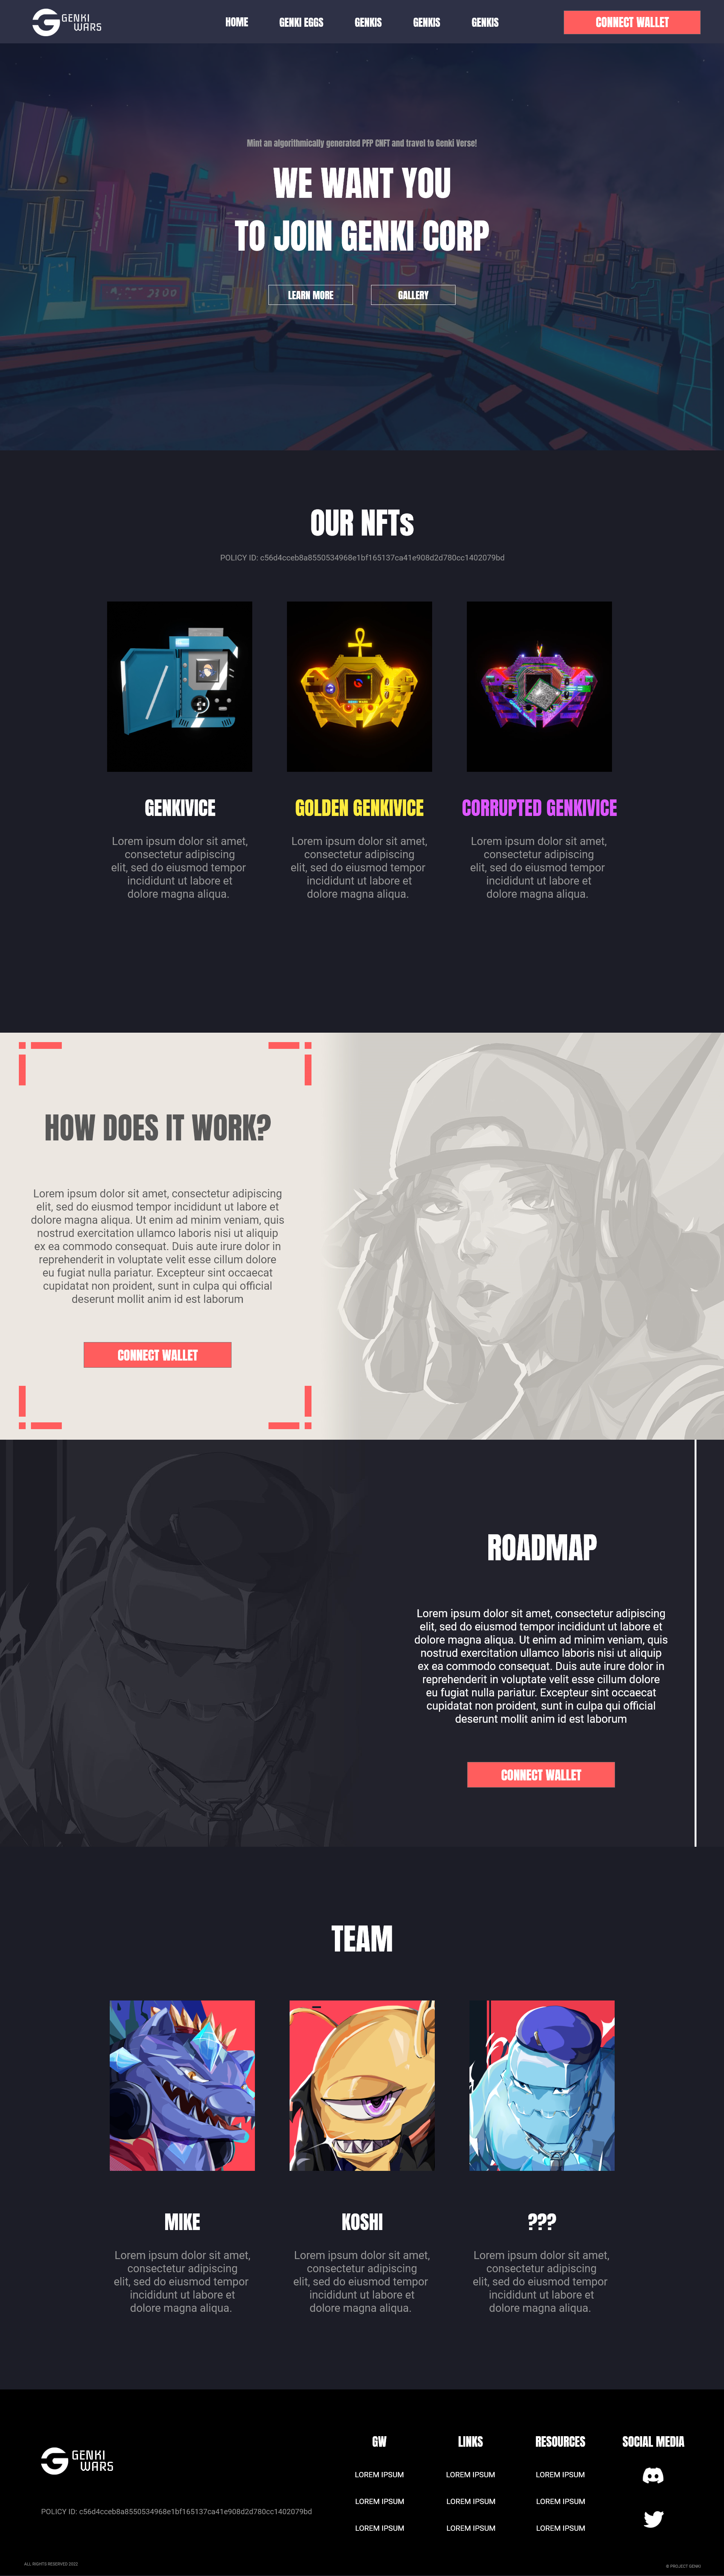 GENKI
WARS
HOME GENKI EGGS GENKIS GENKIS GENKIS
CONNECT WALLET
Mint an algorithmically generated PFP CNFT and travel to Genki Verse!
WE WANT YOU
TO JOIN GENKI CORP
LEARN MORE
GALLERY
OUR NFTs
POLICY ID: c56d4cceb8a8550534968e1bf165137ca41e908d2d780cc1402079bd
GENKIVICE
Lorem ipsum dolor sit amet,
consectetur adipiscing
elit, sed do eiusmod tempor
incididunt ut labore et
dolore magna aliqua.
GOLDEN GENKIVICE
Lorem ipsum dolor sit amet,
consectetur adipiscing
elit, sed do eiusmod tempor
incididunt ut labore et
dolore magna aliqua.
CORRUPTED GENKIVICE
Lorem ipsum dolor sit amet,
consectetur adipiscing
elit, sed do eiusmod tempor
incididunt ut labore et
dolore magna aliqua.
HOW DOES IT WORK?
Lorem ipsum dolor sit amet, consectetur adipiscing
elit, sed do eiusmod tempor incididunt ut labore et
dolore magna aliqua. Ut enim ad minim veniam, quis
nostrud exercitation ullamco laboris nisi ut aliquip
ex ea commodo consequat. Duis aute irure dolor in
reprehenderit in voluptate velit esse cillum dolore
eu fugiat nulla pariatur. Excepteur sint occaecat
cupidatat non proident, sunt in culpa qui official
deserunt mollit anim id est laborum
CONNECT WALLET
ROADMAP
Lorem ipsum dolor sit amet, consectetur adipiscing
elit, sed do eiusmod tempor incididunt ut labore et
dolore magna aliqua. Ut enim ad minim veniam, quis
nostrud exercitation ullamco laboris nisi ut aliquip
ex ea commodo consequat. Duis aute irure dolor in
reprehenderit in voluptate velit esse cillum dolore
eu fugiat nulla pariatur. Excepteur sint occaecat
cupidatat non proident, sunt in culpa qui official
deserunt mollit anim id est laborum
CONNECT WALLET
TEAM
MIKE
Lorem ipsum dolor sit amet,
consectetur adipiscing
elit, sed do eiusmod tempor
incididunt ut labore et
dolore magna aliqua.
KOSHI
Lorem ipsum dolor sit amet,
consectetur adipiscing
elit, sed do eiusmod tempor
incididunt ut labore et
dolore magna aliqua.
???
Lorem ipsum dolor sit amet,
consectetur adipiscing
elit, sed do eiusmod tempor
incididunt ut labore et
dolore magna aliqua.
GENKI
WARS
POLICY ID: c56d4cceb8a8550534968e1bf165137ca41e908d2d780cc1402079bd
GW
LOREM IPSUM
LOREM IPSUM
LOREM IPSUM
LINKS
LOREM IPSUM
LOREM IPSUM
LOREM IPSUM
RESOURCES
LOREM IPSUM
LOREM IPSUM
LOREM IPSUM
SOCIAL MEDIA
ALL RIGHTS RESERVED 2022
© PROJECT GENKI